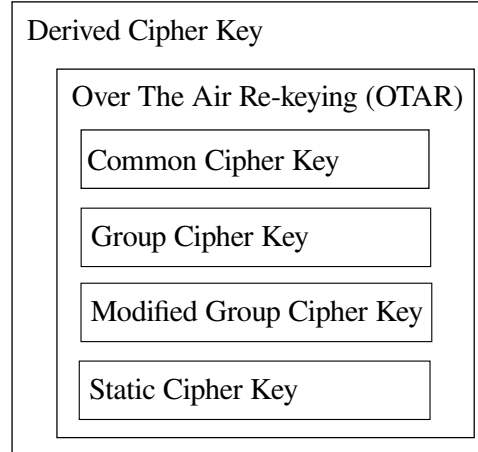 Derived Cipher Key
Over The Air Re-keying (OTAR)
Common Cipher Key
Group Cipher Key
Modified Group Cipher Key
Static Cipher Key